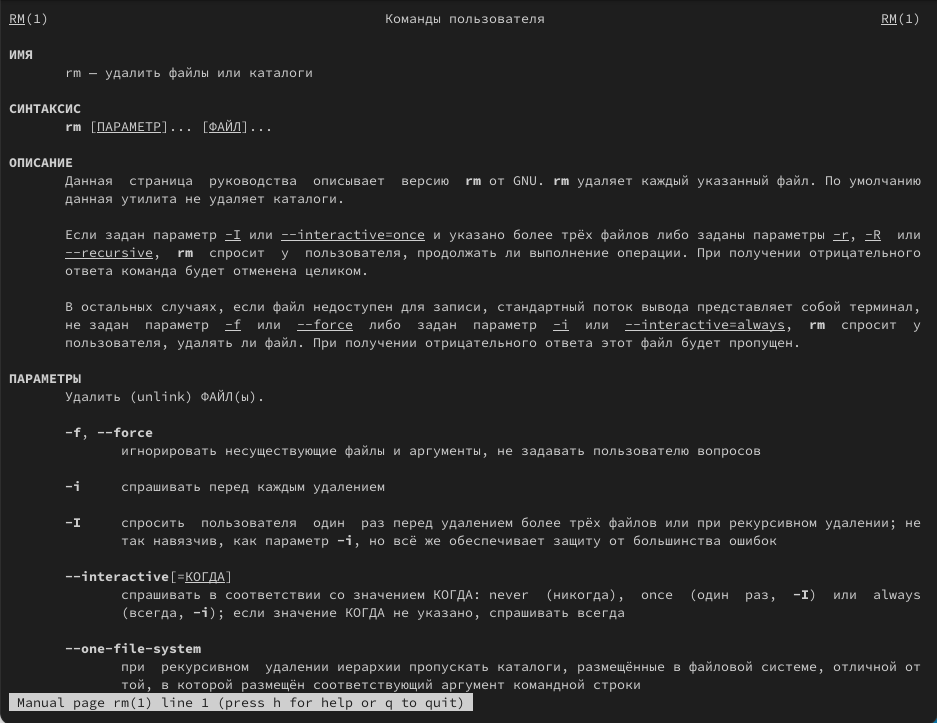 RM(1) Команды пользователя RM(1)
ИМЯ
rm — удалить файлы или каталоги
СИНТАКСИС
rm [ПАРАМЕТР]... [ФАЙЛ]...
ОПИСАНИЕ
Данная страница руководства описывает версию rm от GNU. rm удаляет каждый указанный файл. По умолчанию
данная утилита не удаляет каталоги.
Если задан параметр -I или --interactive=once и указано более трёх файлов либо заданы параметры -r, -R или
--recursive, rm спросит у пользователя, продолжать ли выполнение операции. При получении отрицательного
ответа команда будет отменена целиком.
В остальных случаях, если файл недоступен для записи, стандартный поток вывода представляет собой терминал,
не задан параметр -f или --force либо задан параметр -i или --interactive=always, rm спросит у
пользователя, удалять ли файл. При получении отрицательного ответа этот файл будет пропущен.
ПАРАМЕТРЫ
Удалить (unlink) ФАЙЛ(ы).
-f, --force
игнорировать несуществующие файлы и аргументы, не задавать пользователю вопросов
-i спрашивать перед каждым удалением
-I спросить пользователя один раз перед удалением более трёх файлов или при рекурсивном удалении; не
так навязчив, как параметр -i, но всё же обеспечивает защиту от большинства ошибок
--interactive[=КОГДА]
спрашивать в соответствии со значением КОГДА: never (никогда), once (один раз, -I) или always
(всегда, -i); если значение КОГДА не указано, спрашивать всегда
--one-file-system
при рекурсивном удалении иерархии пропускать каталоги, размещённые в файловой системе, отличной от
той, в которой размещён соответствующий аргумент командной строки
Manual page rm(1) line 1 (press h for help or q to quit)